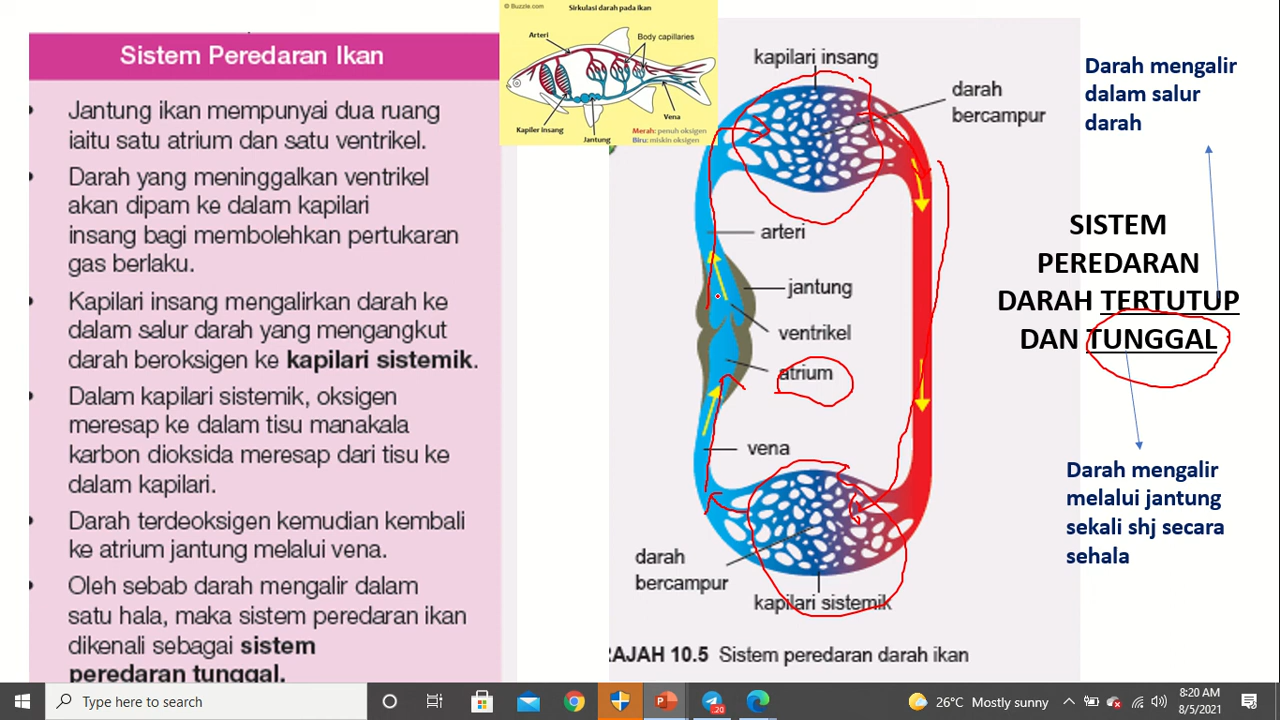 Sistem Peredaran Ikan
• Jantung ikan mempunyai dua ruang
iaitu satu atrium dan satu ventrikel.
• Darah yang meninggalkan ventrikel
akan dipam ke dalam kapilari
insang bagi membolehkan pertukaran
gas berlaku.
• Kapilari insang mengalirkan darah ke
dalam salur darah yang mengangkut
darah beroksigen ke kapilari sistemik.
• Dalam kapilari sistemik, oksigen
meresap ke dalam tisu manakala
karbon dioksida meresap dari tisu ke
dalam kapilari.
• Darah terdeoksigen kemudian kembali
ke atrium jantung melalui vena.
• Oleh sebab darah mengalir dalam
satu hala, maka sistem peredaran ikan
dikenali sebagai sistem
peredaran tunggal.
© Buzzle.com
Sirkulasi darah pada ikan
Arteri
Body capillaries
Kapiler insang
Jantung
Vena
Merah: penuh oksigen
Biru: miskin oksigen
kapilari insang
darah
bercampur
arteri
jantung
ventrikel
atrium
vena
darah
bercampur
kapilari sistemik
RAJAH 10.5 Sistem peredaran darah ikan
Darah mengalir
dalam salur
darah
SISTEM
PEREDARAN
DARAH TERTUTUP
DAN TUNGGAL
Darah mengalir
melalui jantung
sekali shj secara
sehala
Type here to search
20
26°C Mostly sunny
8:20 AM
8/5/2021